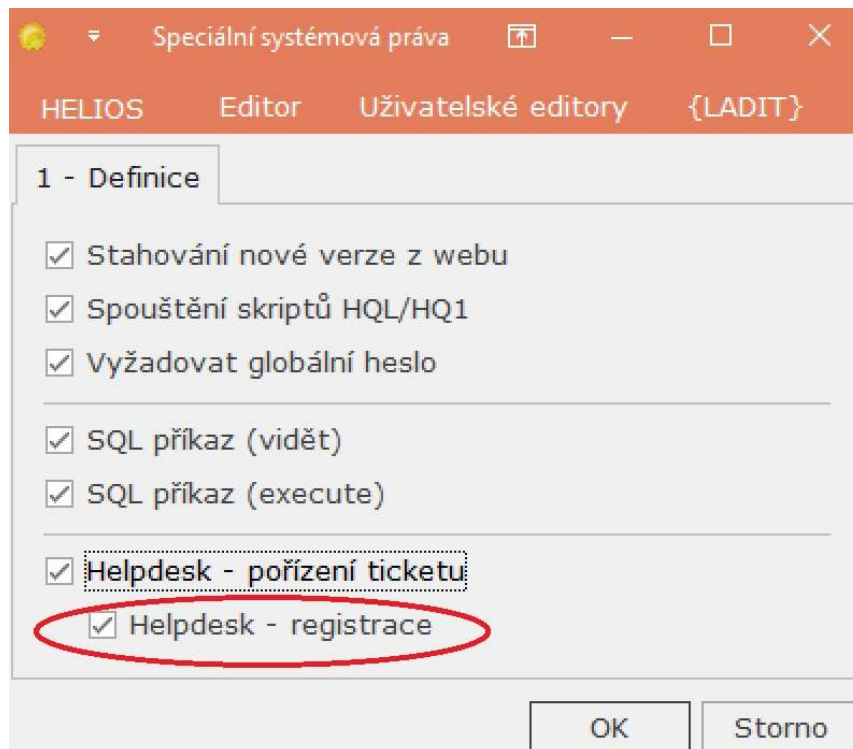 Speciální systémová práva
HELIOS Editor Uživatelské editory {LADIT}
1 - Definice
Stahování nové verze z webu
Spouštění skriptů HQL/HQ1
Vyžadovat globální heslo
SQL příkaz (vidět)
SQL příkaz (execute)
Helpdesk - pořízení ticketu
Helpdesk - registrace
OK Storno